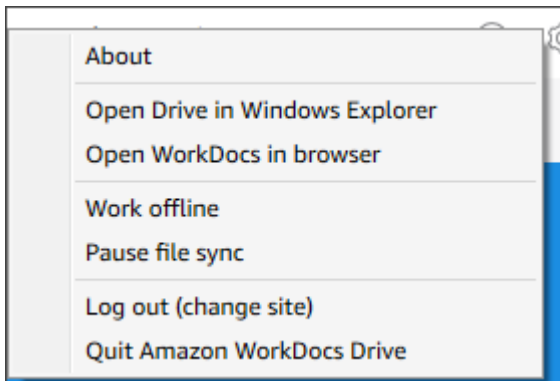 About
Open Drive in Windows Explorer
Open WorkDocs in browser
Work offline
Pause file sync
Log out (change site)
Quit Amazon WorkDocs Drive